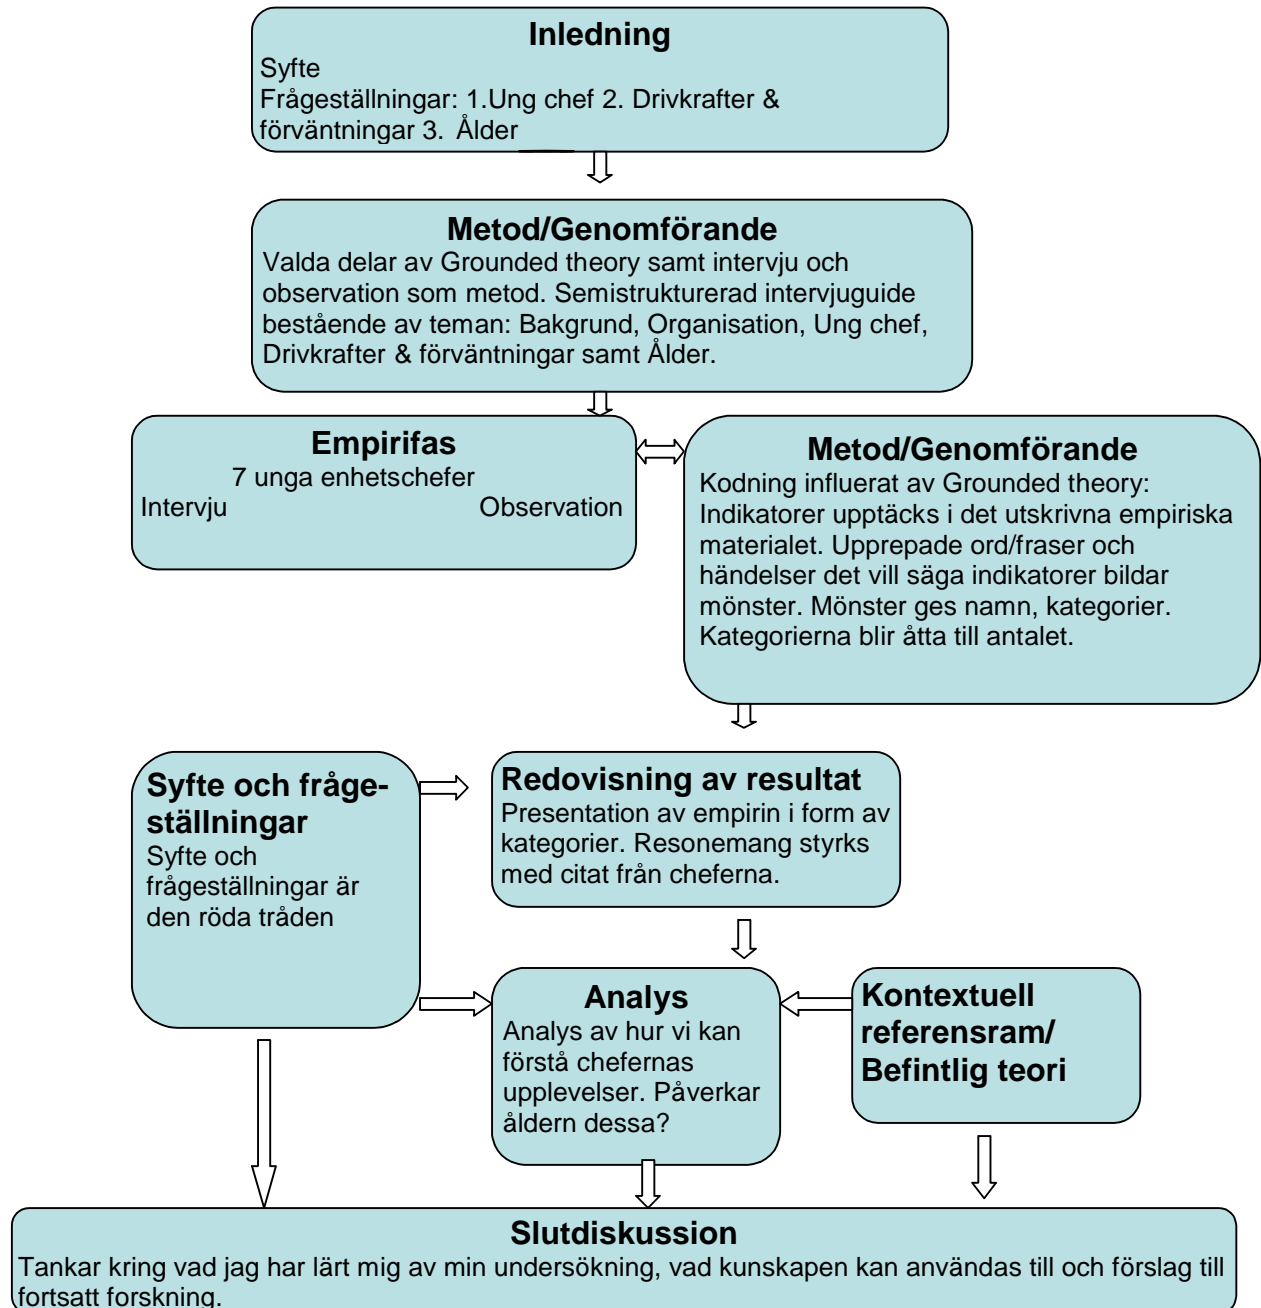 Inledning
Syfte
Frågeställningar: 1.Ung chef 2. Drivkrafter &
förväntningar 3. Ålder
Metod/Genomförande
Valda delar av Grounded theory samt intervju och
observation som metod. Semistrukturerad intervjuguide
bestående av teman: Bakgrund, Organisation, Ung chef,
Drivkrafter & förväntningar samt Ålder.
Empirifas
7 unga enhetschefer
Intervju Observation
Metod/Genomförande
Kodning influerat av Grounded theory:
Indikatorer upptäcks i det utskrivna empiriska
materialet. Upprepade ord/fraser och
händelser det vill säga indikatorer bildar
mönster. Mönster ges namn, kategorier.
Kategorierna blir åtta till antalet.
Syfte och fråge-
ställningar
Syfte och
frågeställningar är
den röda tråden
Redovisning av resultat
Presentation av empirin i form av
kategorier. Resonemang styrks
med citat från cheferna.
Analys
Analys av hur vi kan
förstå chefernas
upplevelser. Påverkar
åldern dessa?
Kontextuell
referensram/
Befintlig teori
Slutdiskussion
Tankar kring vad jag har lärt mig av min undersökning, vad kunskapen kan användas till och förslag till
fortsatt forskning.